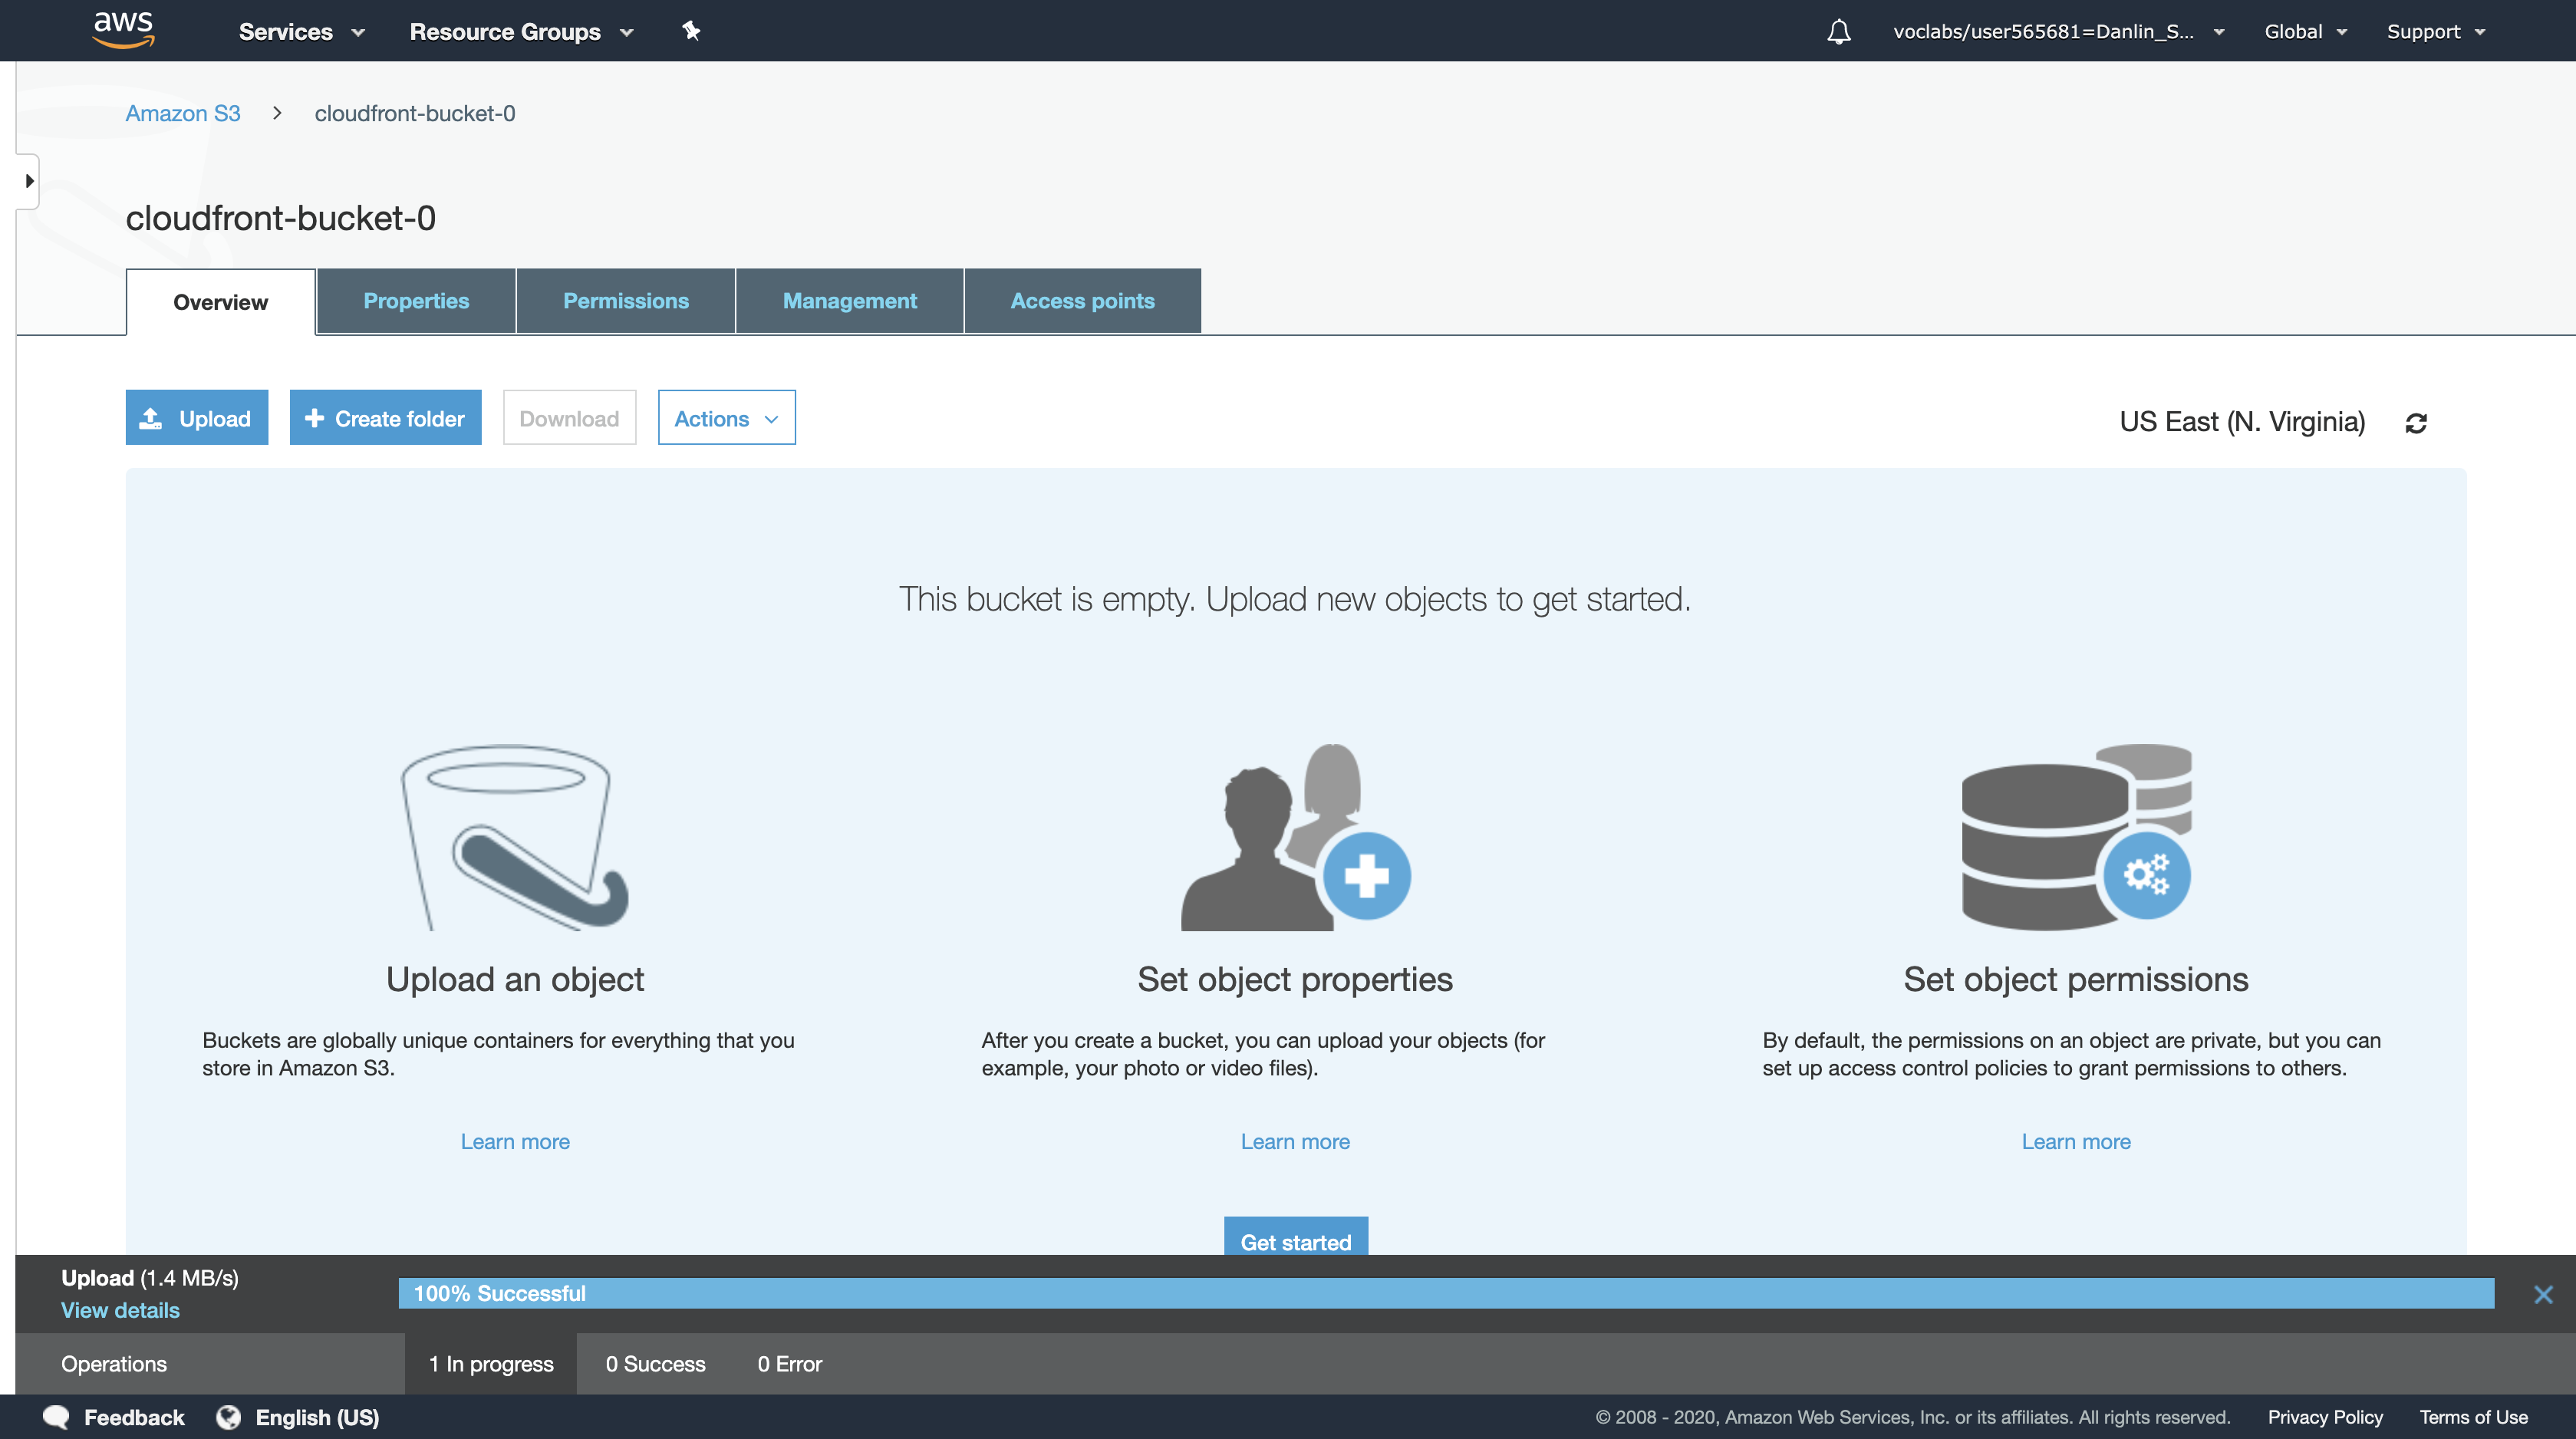 aws Services Resource Groups voclabs/user565681=Danlin_S... Global Support
Amazon S3 > cloudfront-bucket-0
cloudfront-bucket-0
Overview Properties Permissions Management Access points
Upload Create folder Download Actions US East (N. Virginia)
This bucket is empty. Upload new objects to get started.
Upload an object
Buckets are globally unique containers for everything that you
store in Amazon S3.
Learn more
Set object properties
After you create a bucket, you can upload your objects (for
example, your photo or video files).
Learn more
Set object permissions
By default, the permissions on an object are private, but you can
set up access control policies to grant permissions to others.
Learn more
Get started
Upload (1.4 MB/s)
View details
100% Successful
Operations 1 In progress 0 Success 0 Error
Feedback English (US) © 2008 - 2020, Amazon Web Services, Inc. or its affiliates. All rights reserved. Privacy Policy Terms of Use